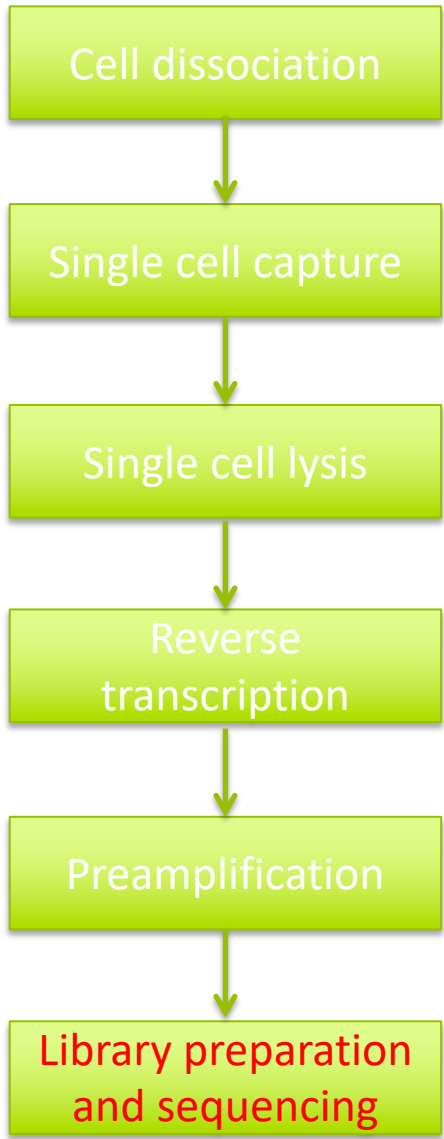 Cell dissociation
Single cell capture
Single cell lysis
Reverse
transcription
Preamplification
Library preparation
and sequencing